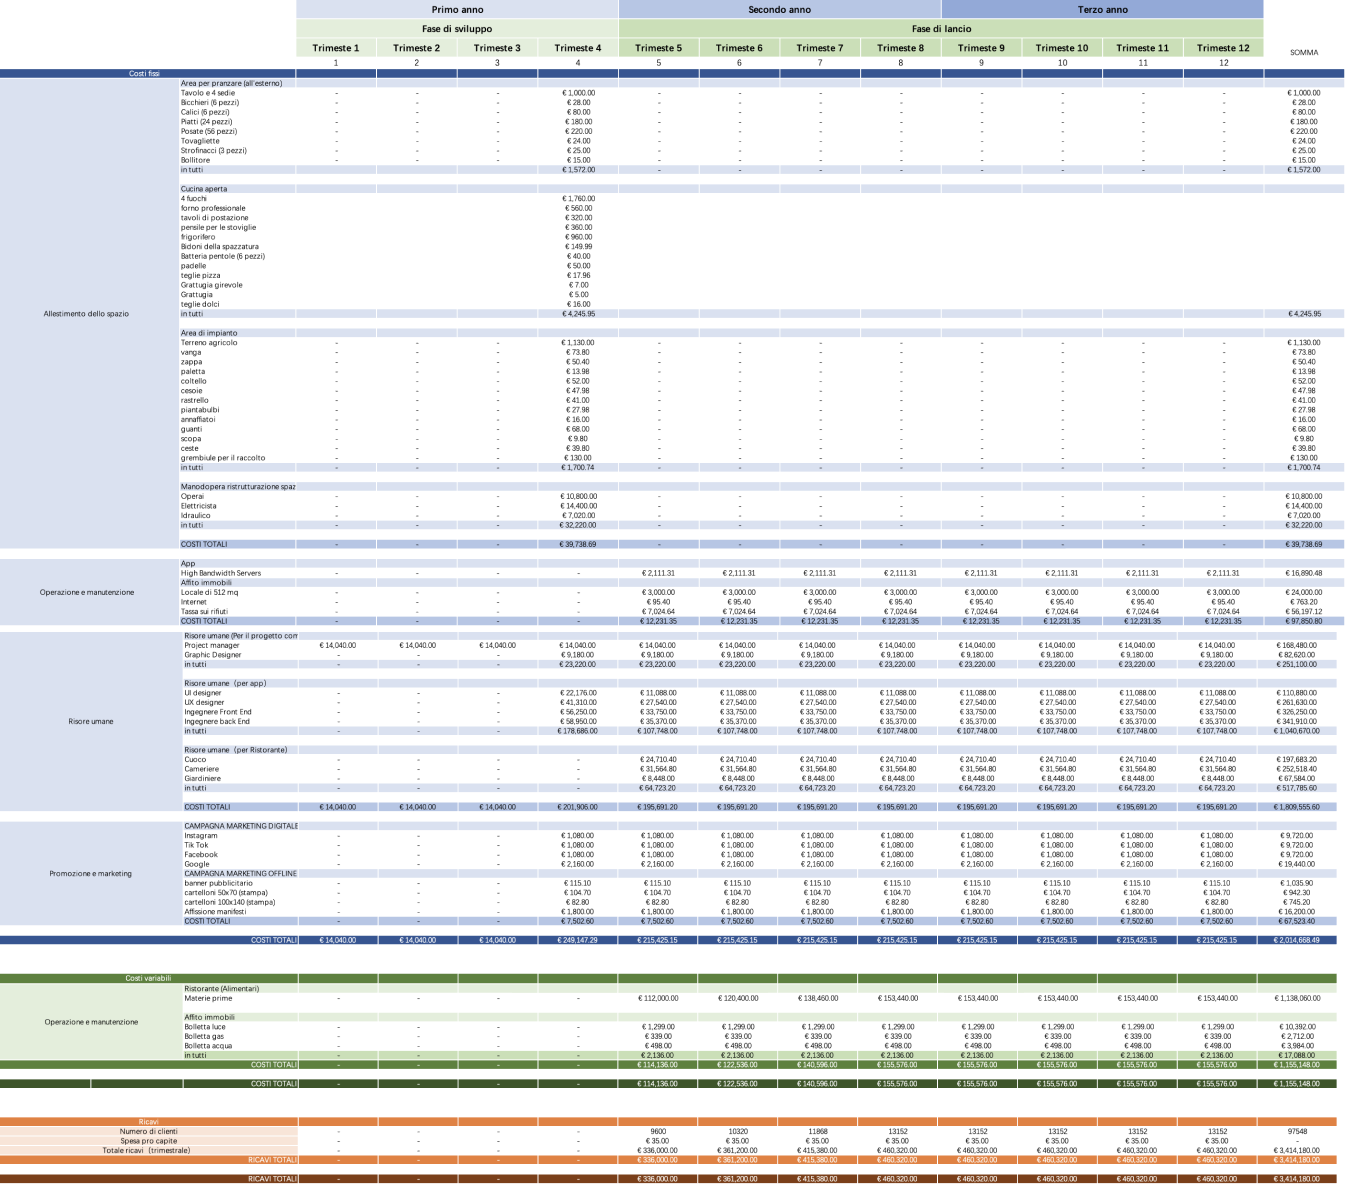 Primo anno Secondo anno Terzo anno
Fase di sviluppo Fase di lancio
Trimeste 1 Trimeste 2 Trimeste 3 Trimeste 4 Trimeste 5 Trimeste 6 Trimeste 7 Trimeste 8 Trimeste 9 Trimeste 10 Trimeste 11 Trimeste 12 SOMMA
1 2 3 4 5 6 7 8 9 10 11 12
Costi fissi
Area per pranzare (all'esterno)
Tavolo e 4 sedie - - - € 1,000.00 - - - - - - - - € 1,000.00
Bicchieri (6 pezzi) - - - € 28.00 - - - - - - - - € 28.00
Calici (6 pezzi) - - - € 80.00 - - - - - - - - € 80.00
Piatti (24 pezzi) - - - € 180.00 - - - - - - - - € 180.00
Posate (56 pezzi) - - - € 220.00 - - - - - - - - € 220.00
Tovagliette - - - € 24.00 - - - - - - - - € 24.00
Strofinacci (3 pezzi) - - - € 25.00 - - - - - - - - € 25.00
Bollitore - - - € 15.00 - - - - - - - - € 15.00
in tutti € 1,572.00 - - - - - - - - € 1,572.00
Cucina aperta
4 fuochi € 1,760.00
forno professionale € 560.00
tavoli di postazione € 320.00
pensile per le stoviglie € 360.00
frigorifero € 960.00
Bidoni della spazzatura € 149.99
Batteria pentole (6 pezzi) € 40.00
padelle € 50.00
teglie pizza € 17.96
Grattugia girevole € 7.00
Grattugia € 5.00
teglie dolci € 16.00
Allestimento dello spazio in tutti € 4,245.95 € 4,245.95
Area di impianto
Terreno agricolo - - - € 1,130.00 - - - - - - - - € 1,130.00
vanga - - - € 73.80 - - - - - - - - € 73.80
zappa - - - € 50.40 - - - - - - - - € 50.40
paletta - - - € 13.98 - - - - - - - - € 13.98
coltello - - - € 52.00 - - - - - - - - € 52.00
cesoie - - - € 47.98 - - - - - - - - € 47.98
rastrello - - - € 41.00 - - - - - - - - € 41.00
piantabulbi - - - € 27.98 - - - - - - - - € 27.98
annaffiatoi - - - € 16.00 - - - - - - - - € 16.00
guanti - - - € 68.00 - - - - - - - - € 68.00
scopa - - - € 9.80 - - - - - - - - € 9.80
ceste - - - € 39.80 - - - - - - - - € 39.80
grembiule per il raccolto - - - € 130.00 - - - - - - - - € 130.00
in tutti - - - € 1,700.74 - - - - - - - - € 1,700.74
Manodopera ristrutturazione spaz
Operai - - - € 10,800.00 - - - - - - - - € 10,800.00
Elettricista - - - € 14,400.00 - - - - - - - - € 14,400.00
Idraulico - - - € 7,020.00 - - - - - - - - € 7,020.00
in tutti - - - € 32,220.00 - - - - - - - - € 32,220.00
COSTI TOTALI - - - € 39,738.69 - - - - - - - - € 39,738.69
App
High Bandwidth Servers - - - - € 2,111.31 € 2,111.31 € 2,111.31 € 2,111.31 € 2,111.31 € 2,111.31 € 2,111.31 € 2,111.31 € 16,890.48
Affito immobili
Operazione e manutenzione Locale di 512 mq - - - - € 3,000.00 € 3,000.00 € 3,000.00 € 3,000.00 € 3,000.00 € 3,000.00 € 3,000.00 € 3,000.00 € 24,000.00
Internet - - - - € 95.40 € 95.40 € 95.40 € 95.40 € 95.40 € 95.40 € 95.40 € 95.40 € 763.20
Tassa sui rifiuti - - - - € 7,024.64 € 7,024.64 € 7,024.64 € 7,024.64 € 7,024.64 € 7,024.64 € 7,024.64 € 7,024.64 € 56,197.12
COSTI TOTALI - - - - € 12,231.35 € 12,231.35 € 12,231.35 € 12,231.35 € 12,231.35 € 12,231.35 € 12,231.35 € 12,231.35 € 97,850.80
Risore umane (Per il progetto com
Project manager € 14,040.00 € 14,040.00 € 14,040.00 € 14,040.00 € 14,040.00 € 14,040.00 € 14,040.00 € 14,040.00 € 14,040.00 € 14,040.00 € 14,040.00 € 14,040.00 € 168,480.00
Graphic Designer - - - € 9,180.00 € 9,180.00 € 9,180.00 € 9,180.00 € 9,180.00 € 9,180.00 € 9,180.00 € 9,180.00 € 9,180.00 € 82,620.00
in tutti - - - € 23,220.00 € 23,220.00 € 23,220.00 € 23,220.00 € 23,220.00 € 23,220.00 € 23,220.00 € 23,220.00 € 23,220.00 € 251,100.00
Risore umane (per app)
UI designer - - - € 22,176.00 € 11,088.00 € 11,088.00 € 11,088.00 € 11,088.00 € 11,088.00 € 11,088.00 € 11,088.00 € 11,088.00 € 110,880.00
UX designer - - - € 41,310.00 € 27,540.00 € 27,540.00 € 27,540.00 € 27,540.00 € 27,540.00 € 27,540.00 € 27,540.00 € 27,540.00 € 261,630.00
Ingegnere Front End - - - € 56,250.00 € 33,750.00 € 33,750.00 € 33,750.00 € 33,750.00 € 33,750.00 € 33,750.00 € 33,750.00 € 33,750.00 € 326,250.00
Risore umane Ingegnere back End - - - € 58,950.00 € 35,370.00 € 35,370.00 € 35,370.00 € 35,370.00 € 35,370.00 € 35,370.00 € 35,370.00 € 35,370.00 € 341,910.00
in tutti - - - € 178,686.00 € 107,748.00 € 107,748.00 € 107,748.00 € 107,748.00 € 107,748.00 € 107,748.00 € 107,748.00 € 107,748.00 € 1,040,670.00
Risore umane (per Ristorante)
Cuoco - - - - € 24,710.40 € 24,710.40 € 24,710.40 € 24,710.40 € 24,710.40 € 24,710.40 € 24,710.40 € 24,710.40 € 197,683.20
Cameriere - - - - € 31,564.80 € 31,564.80 € 31,564.80 € 31,564.80 € 31,564.80 € 31,564.80 € 31,564.80 € 31,564.80 € 252,518.40
Giardiniere - - - - € 8,448.00 € 8,448.00 € 8,448.00 € 8,448.00 € 8,448.00 € 8,448.00 € 8,448.00 € 8,448.00 € 67,584.00
in tutti - - - - € 64,723.20 € 64,723.20 € 64,723.20 € 64,723.20 € 64,723.20 € 64,723.20 € 64,723.20 € 64,723.20 € 517,785.60
COSTI TOTALI € 14,040.00 € 14,040.00 € 14,040.00 € 201,906.00 € 195,691.20 € 195,691.20 € 195,691.20 € 195,691.20 € 195,691.20 € 195,691.20 € 195,691.20 € 195,691.20 € 1,809,555.60
CAMPAGNA MARKETING DIGITALE
Instagram - - - € 1,080.00 € 1,080.00 € 1,080.00 € 1,080.00 € 1,080.00 € 1,080.00 € 1,080.00 € 1,080.00 € 1,080.00 € 9,720.00
Tik Tok - - - € 1,080.00 € 1,080.00 € 1,080.00 € 1,080.00 € 1,080.00 € 1,080.00 € 1,080.00 € 1,080.00 € 1,080.00 € 9,720.00
Facebook - - - € 1,080.00 € 1,080.00 € 1,080.00 € 1,080.00 € 1,080.00 € 1,080.00 € 1,080.00 € 1,080.00 € 1,080.00 € 9,720.00
Google - - - € 2,160.00 € 2,160.00 € 2,160.00 € 2,160.00 € 2,160.00 € 2,160.00 € 2,160.00 € 2,160.00 € 2,160.00 € 19,440.00
Promozione e marketing CAMPAGNA MARKETING OFFLINE
banner pubblicitario - - - € 115.10 € 115.10 € 115.10 € 115.10 € 115.10 € 115.10 € 115.10 € 115.10 € 115.10 € 1,035.90
cartelloni 50x70 (stampa) - - - € 104.70 € 104.70 € 104.70 € 104.70 € 104.70 € 104.70 € 104.70 € 104.70 € 104.70 € 942.30
cartelloni 100x140 (stampa) - - - € 82.80 € 82.80 € 82.80 € 82.80 € 82.80 € 82.80 € 82.80 € 82.80 € 82.80 € 745.20
Affissione manifesti - - - € 1,800.00 € 1,800.00 € 1,800.00 € 1,800.00 € 1,800.00 € 1,800.00 € 1,800.00 € 1,800.00 € 1,800.00 € 16,200.00
COSTI TOTALI - - - € 7,502.60 € 7,502.60 € 7,502.60 € 7,502.60 € 7,502.60 € 7,502.60 € 7,502.60 € 7,502.60 € 7,502.60 € 67,523.40
COSTI TOTALI € 14,040.00 € 14,040.00 € 14,040.00 € 249,147.29 € 215,425.15 € 215,425.15 € 215,425.15 € 215,425.15 € 215,425.15 € 215,425.15 € 215,425.15 € 215,425.15 € 2,014,668.49
Costi variabili
Ristorante (Alimentari)
Materie prime - - - - € 112,000.00 € 120,400.00 € 138,460.00 € 153,440.00 € 153,440.00 € 153,440.00 € 153,440.00 € 153,440.00 € 1,138,060.00
Operazione e manutenzione Affito immobili
Bolletta luce - - - - € 1,299.00 € 1,299.00 € 1,299.00 € 1,299.00 € 1,299.00 € 1,299.00 € 1,299.00 € 1,299.00 € 10,392.00
Bolletta gas - - - - € 339.00 € 339.00 € 339.00 € 339.00 € 339.00 € 339.00 € 339.00 € 339.00 € 2,712.00
Bolletta acqua - - - - € 498.00 € 498.00 € 498.00 € 498.00 € 498.00 € 498.00 € 498.00 € 498.00 € 3,984.00
in tutti - - - - € 2,136.00 € 2,136.00 € 2,136.00 € 2,136.00 € 2,136.00 € 2,136.00 € 2,136.00 € 2,136.00 € 17,088.00
COSTI TOTALI - - - - € 114,136.00 € 122,536.00 € 140,596.00 € 155,576.00 € 155,576.00 € 155,576.00 € 155,576.00 € 155,576.00 € 1,155,148.00
COSTI TOTALI - - - - € 114,136.00 € 122,536.00 € 140,596.00 € 155,576.00 € 155,576.00 € 155,576.00 € 155,576.00 € 155,576.00 € 1,155,148.00
Ricavi
Numero di clienti - - - - 9600 10320 11868 13152 13152 13152 13152 13152 97548
Spesa pro capite - - - - € 35.00 € 35.00 € 35.00 € 35.00 € 35.00 € 35.00 € 35.00 € 35.00 -
Totale ricavi (trimestrale) - - - - € 336,000.00 € 361,200.00 € 415,380.00 € 460,320.00 € 460,320.00 € 460,320.00 € 460,320.00 € 460,320.00 € 3,414,180.00
RICAVI TOTALI - - - - € 336,000.00 € 361,200.00 € 415,380.00 € 460,320.00 € 460,320.00 € 460,320.00 € 460,320.00 € 460,320.00 € 3,414,180.00
RICAVI TOTALI - - - - € 336,000.00 € 361,200.00 € 415,380.00 € 460,320.00 € 460,320.00 € 460,320.00 € 460,320.00 € 460,320.00 € 3,414,180.00